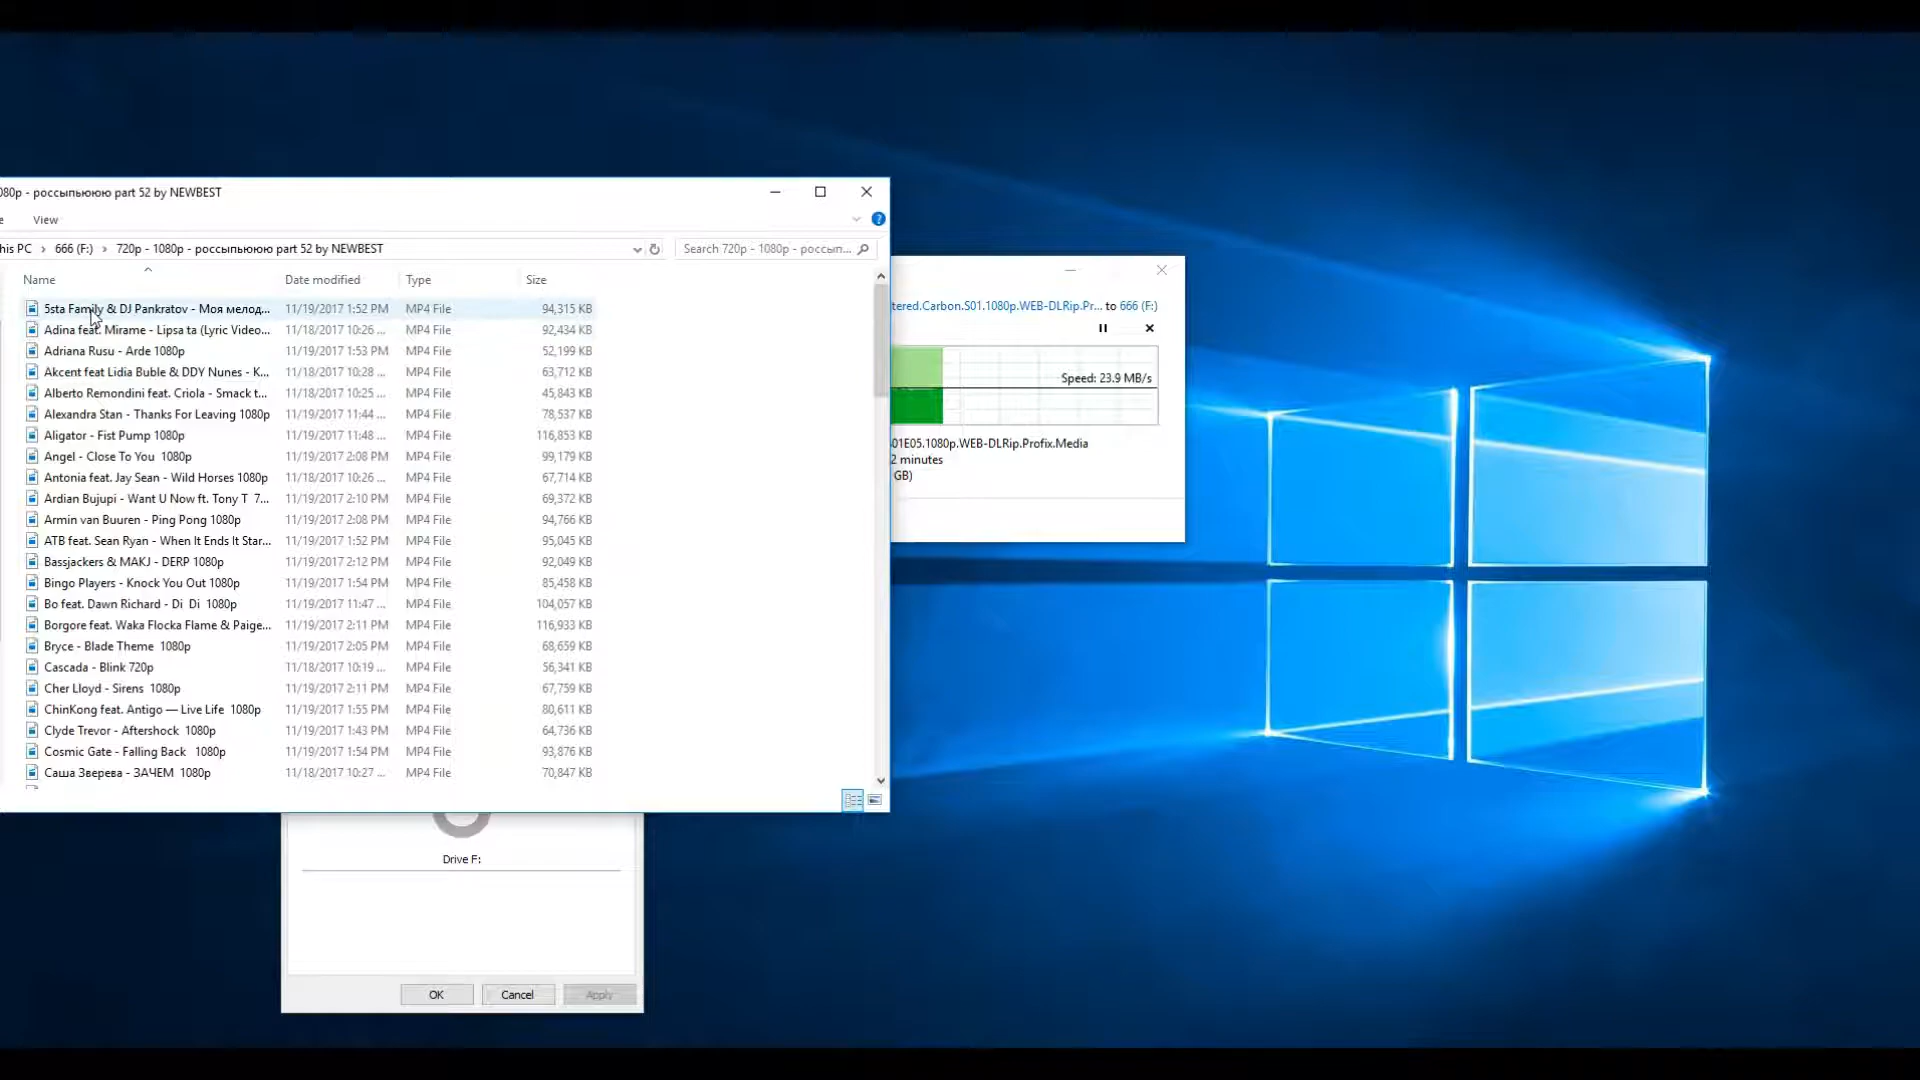 080p - россыпьююю part 52 by NEWBEST
View
his PC > 666 (F:) > 720p - 1080p - россыпьююю part 52 by NEWBEST
Search 720p - 1080p - россып...
Name Date modified Type Size
5sta Family & DJ Pankratov - Моя мелод... 11/19/2017 1:52 PM MP4 File 94,315 KB
Adina feat. Mirame - Lipsa ta (Lyric Video... 11/18/2017 10:26 ... MP4 File 92,434 KB
Adriana Rusu - Arde 1080p 11/19/2017 1:53 PM MP4 File 52,199 KB
Akcent feat Lidia Buble & DDY Nunes - K... 11/18/2017 10:28 ... MP4 File 63,712 KB
Alberto Remondini feat. Criola - Smack t... 11/18/2017 10:25 ... MP4 File 45,843 KB
Alexandra Stan - Thanks For Leaving 1080p 11/19/2017 11:44 ... MP4 File 78,537 KB
Aligator - Fist Pump 1080p 11/19/2017 11:48 ... MP4 File 116,853 KB
Angel - Close To You 1080p 11/19/2017 2:08 PM MP4 File 99,179 KB
Antonia feat. Jay Sean - Wild Horses 1080p 11/18/2017 10:26 ... MP4 File 67,714 KB
Ardian Bujupi - Want U Now ft. Tony T 7... 11/19/2017 2:10 PM MP4 File 69,372 KB
Armin van Buuren - Ping Pong 1080p 11/19/2017 2:08 PM MP4 File 94,766 KB
ATB feat. Sean Ryan - When It Ends It Star... 11/19/2017 1:52 PM MP4 File 95,045 KB
Bassjackers & MAKJ - DERP 1080p 11/19/2017 2:12 PM MP4 File 92,049 KB
Bingo Players - Knock You Out 1080p 11/19/2017 1:54 PM MP4 File 85,458 KB
Bo feat. Dawn Richard - Di Di 1080p 11/19/2017 11:47 ... MP4 File 104,057 KB
Borgore feat. Waka Flocka Flame & Paige... 11/19/2017 2:11 PM MP4 File 116,933 KB
Bryce - Blade Theme 1080p 11/19/2017 2:05 PM MP4 File 68,659 KB
Cascada - Blink 720p 11/18/2017 10:19 ... MP4 File 56,341 KB
Cher Lloyd - Sirens 1080p 11/19/2017 2:11 PM MP4 File 67,759 KB
ChinKong feat. Antigo — Live Life 1080p 11/19/2017 1:55 PM MP4 File 80,611 KB
Clyde Trevor - Aftershock 1080p 11/19/2017 1:43 PM MP4 File 64,736 KB
Cosmic Gate - Falling Back 1080p 11/19/2017 1:54 PM MP4 File 93,876 KB
Cаша Зверева - ЗАЧЕМ 1080p 11/18/2017 10:27 ... MP4 File 70,847 KB
tered.Carbon.S01.1080p.WEB-DLRip.Pr... to 666 (F:)
Speed: 23.9 MB/s
01E05.1080p.WEB-DLRip.Profix.Media
2 minutes
GB)
Drive F:
OK Cancel Apply